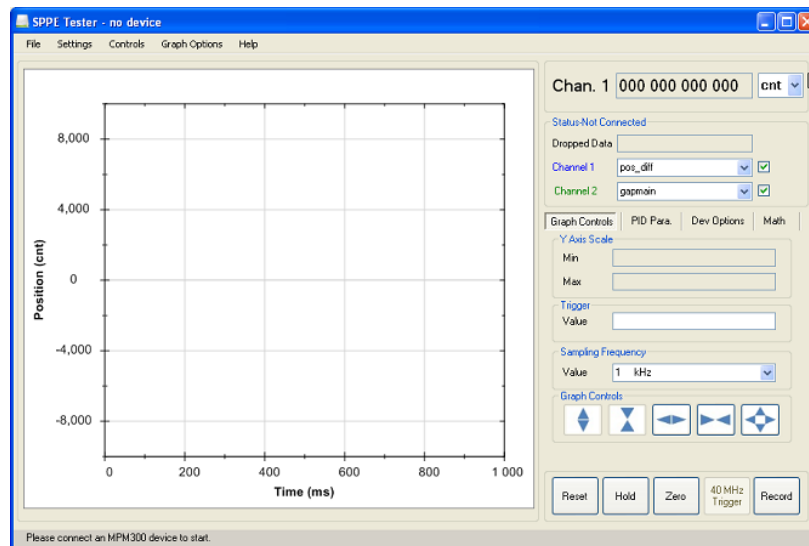 SPPE Tester - no device
File Settings Controls Graph Options Help
Chan. 1 000 000 000 000 cnt
Status-Not Connected
Dropped Data
Channel 1 pos_diff
Channel 2 gapmain
Graph Controls PID Para. Dev Options Math
Y Axis Scale
Min
Max
Trigger
Value
Sampling Frequency
Value 1 kHz
Graph Controls
Reset Hold Zero 40 MHz Trigger Record
8,000
4,000
0
-4,000
-8,000
Position (cnt)
0 200 400 600 800 1 000
Time (ms)
Please connect an MPM300 device to start.